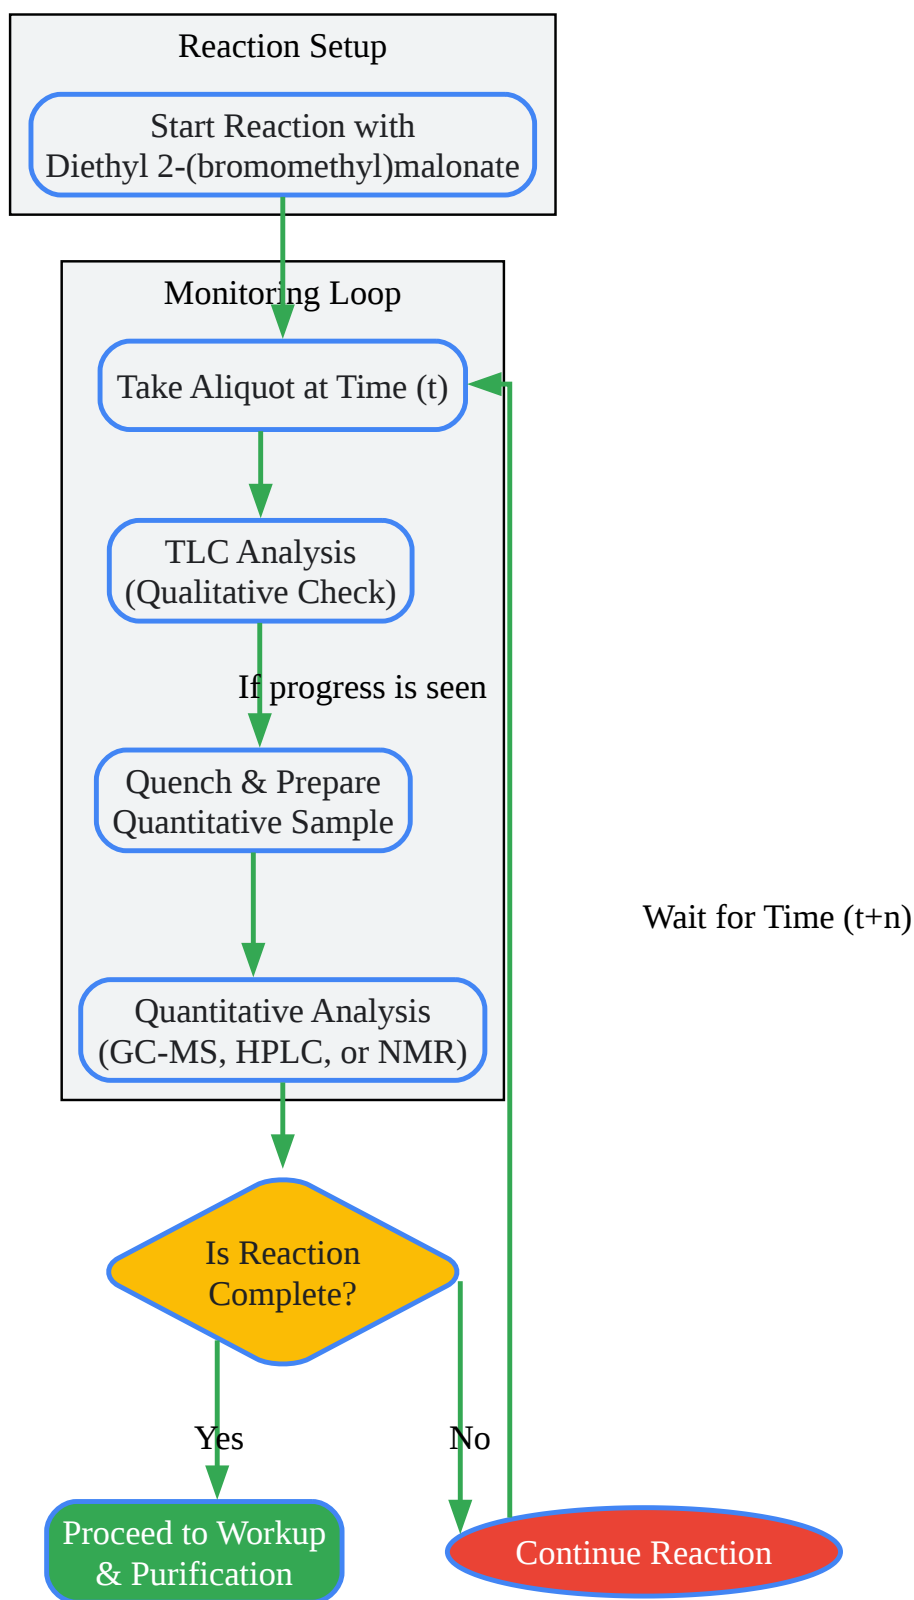 Reaction Setup
Start Reaction with
Diethyl 2-(bromomethyl)malonate
Monitoring Loop
Take Aliquot at Time (t)
TLC Analysis
(Qualitative Check)
If progress is seen
Quench & Prepare
Quantitative Sample
Wait for Time (t+n)
Quantitative Analysis
(GC-MS, HPLC, or NMR)
Is Reaction
Complete?
Yes
No
Proceed to Workup
& Purification
Continue Reaction